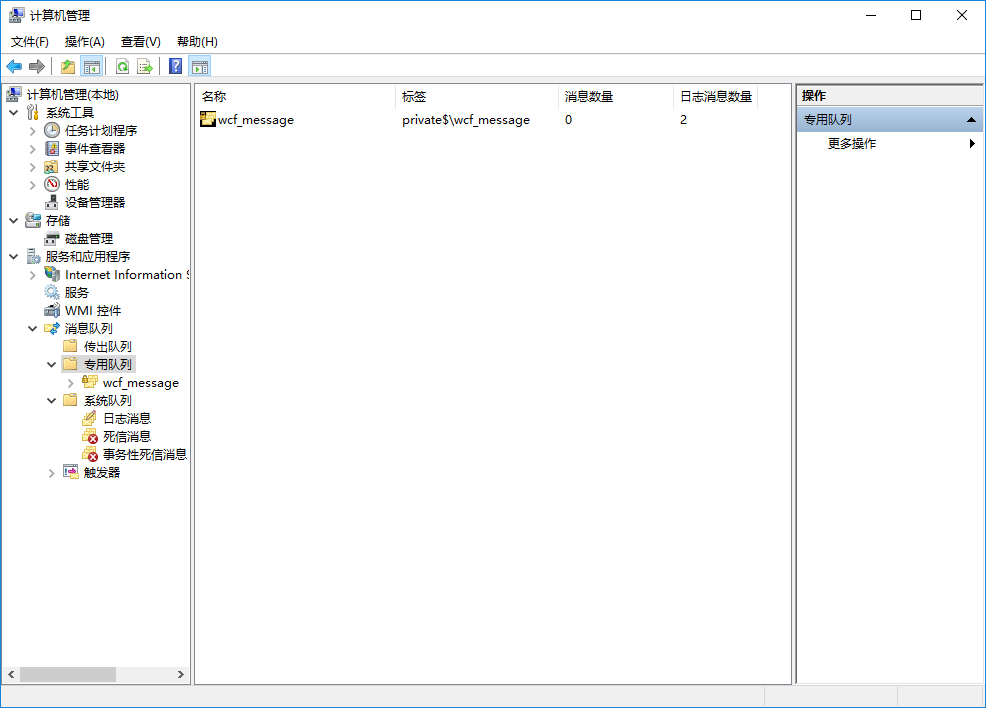 计算机管理
文件(F) 操作(A) 查看(V) 帮助(H)
计算机管理(本地)
系统工具
任务计划程序
事件查看器
共享文件夹
性能
设备管理器
存储
磁盘管理
服务和应用程序
Internet Information S
服务
WMI 控件
消息队列
传出队列
专用队列
wcf_message
系统队列
日志消息
死信消息
事务性死信消息
触发器
名称 标签 消息数量 日志消息数量
wcf_message private$\wcf_message 0 2
操作
专用队列
更多操作